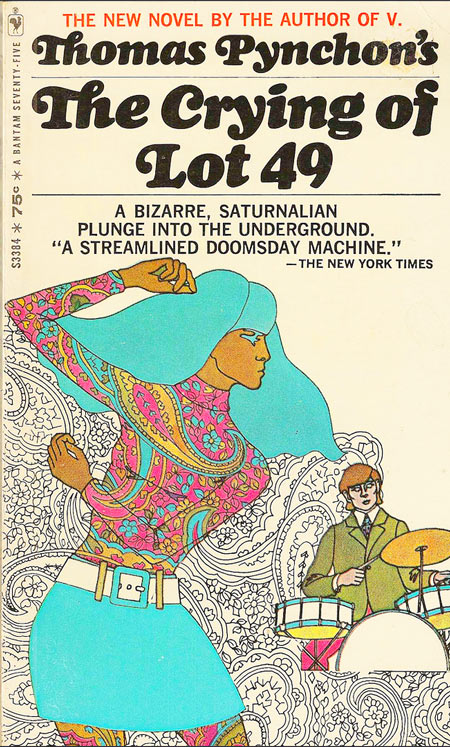 THE NEW NOVEL BY THE AUTHOR OF V.
Thomas Pynchon's
The Crying of
Lot 49
A BIZARRE, SATURNALIAN
PLUNGE INTO THE UNDERGROUND.
"A STREAMLINED DOOMSDAY MACHINE."
—THE NEW YORK TIMES
S3384 * 75¢ * A BANTAM SEVENTY-FIVE